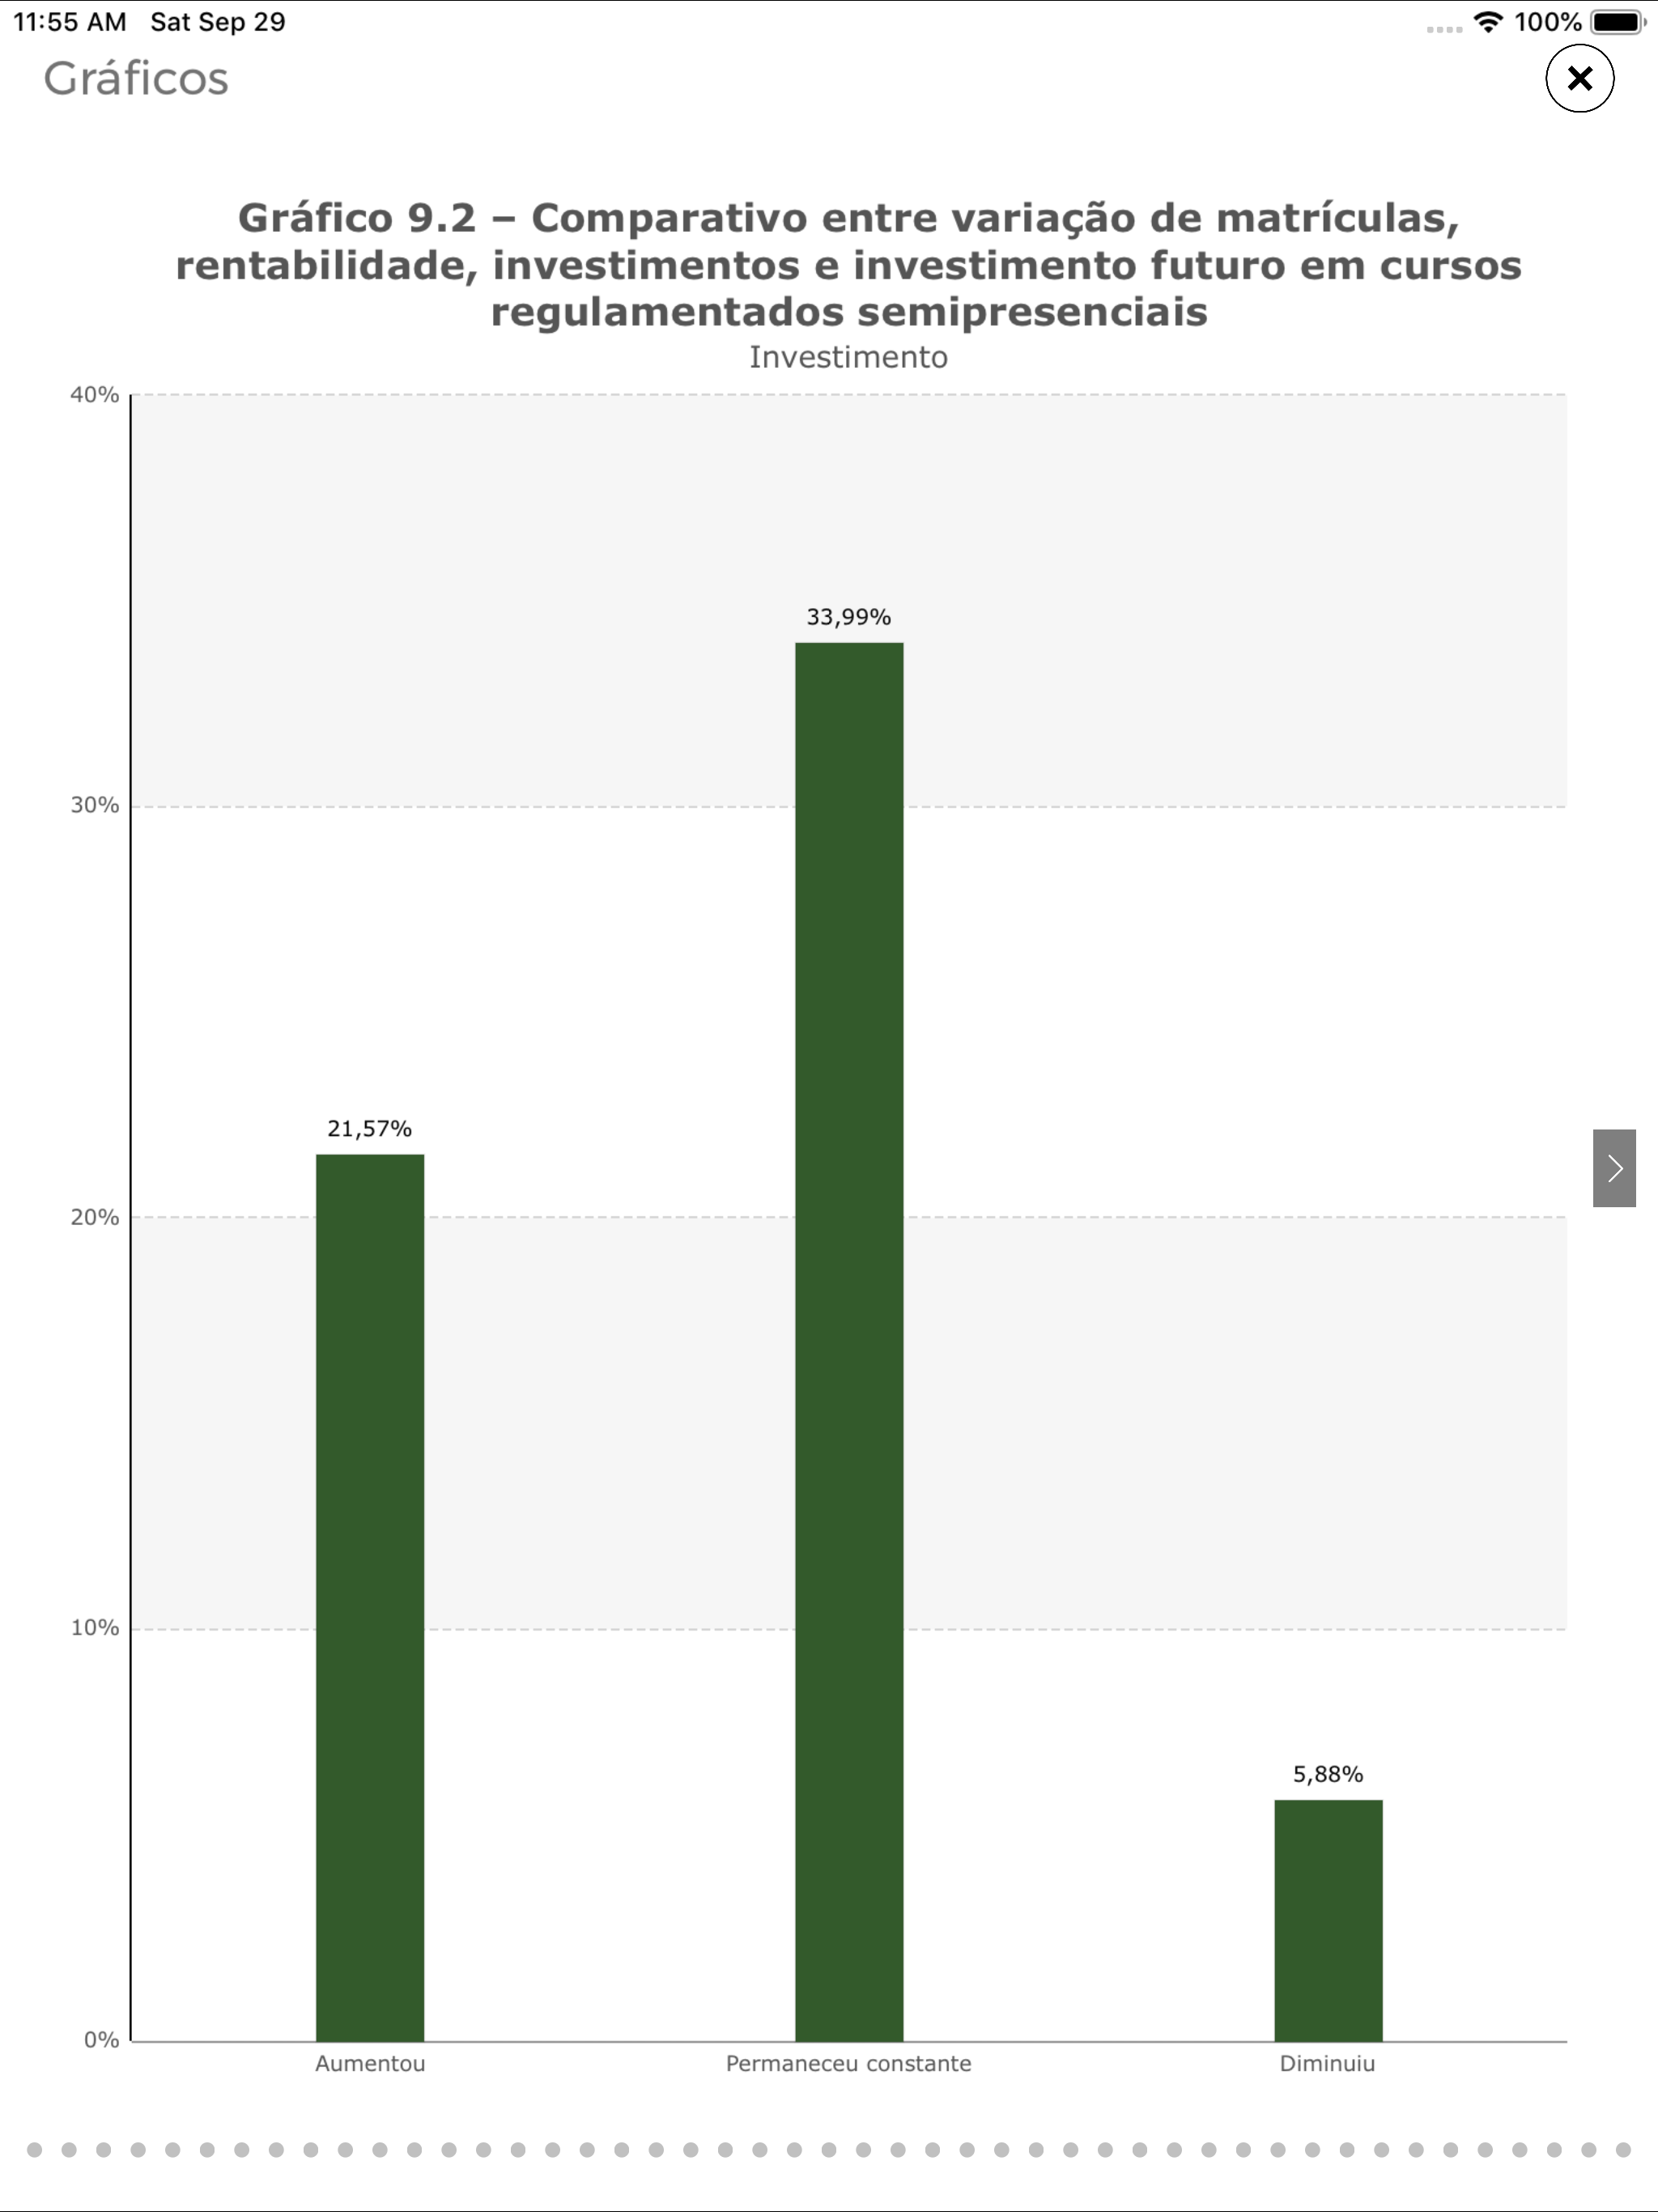 11:55 AM Sat Sep 29
100%
Gráficos
Gráfico 9.2 – Comparativo entre variação de matrículas,
rentabilidade, investimentos e investimento futuro em cursos
regulamentados semipresenciais
Investimento
40%
33,99%
30%
21,57%
20%
10%
5,88%
0%
Aumentou Permaneceu constante Diminuiu